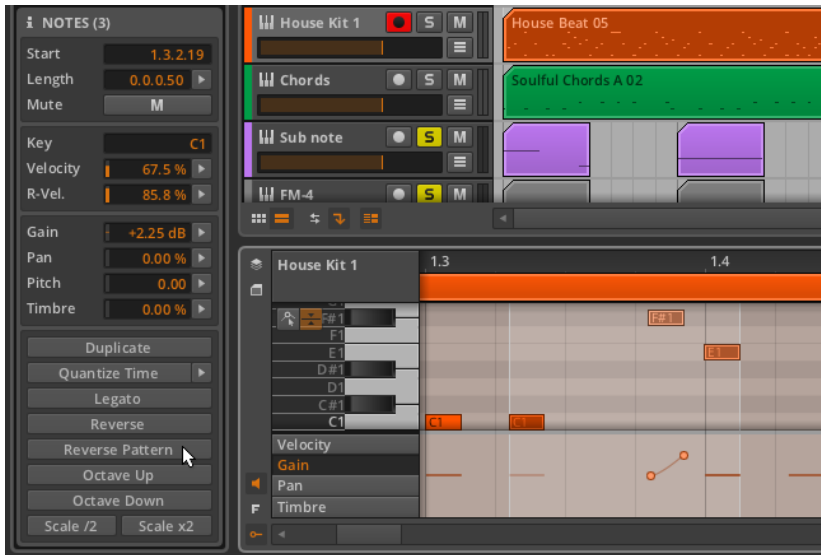 i NOTES (3)
Start 1.3.2.19
Length 0.0.0.50
Mute M
Key C1
Velocity 67.5 %
R-Vel. 85.8 %
Gain +2.25 dB
Pan 0.00 %
Pitch 0.00
Timbre 0.00 %
Duplicate
Quantize Time
Legato
Reverse
Reverse Pattern
Octave Up
Octave Down
Scale /2 Scale x2
House Kit 1 S M
House Beat 05
Chords S M
Soulful Chords A 02
Sub note S M
FM-4 S M
House Kit 1
1.3 1.4
F#1 F#1
F1
E1 E1
D#1
D1
C#1
C1 C1 C1
Velocity
Gain
Pan
F Timbre